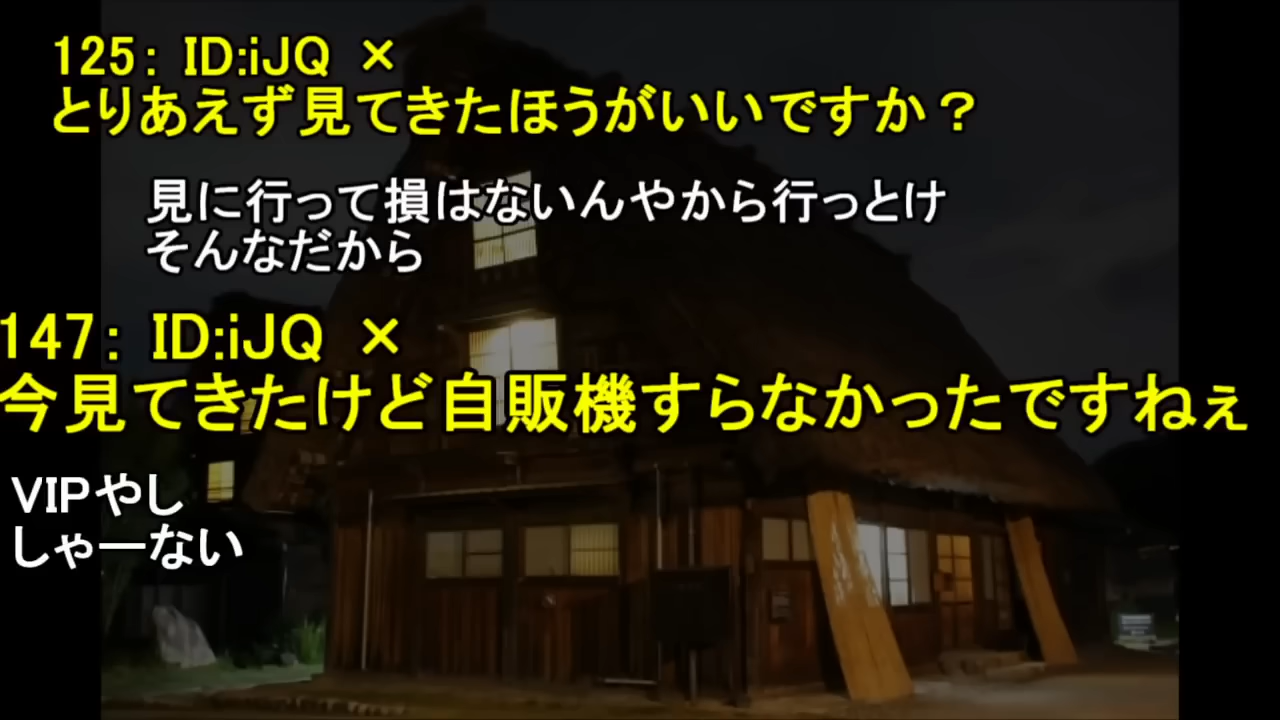 125： ID:iJQ ×
とりあえず見てきたほうがいいですか？
見に行って損はないんやから行っとけ
そんなだから
147： ID:iJQ ×
今見てきたけど自販機すらなかったですねぇ
VIPやし
しゃーない